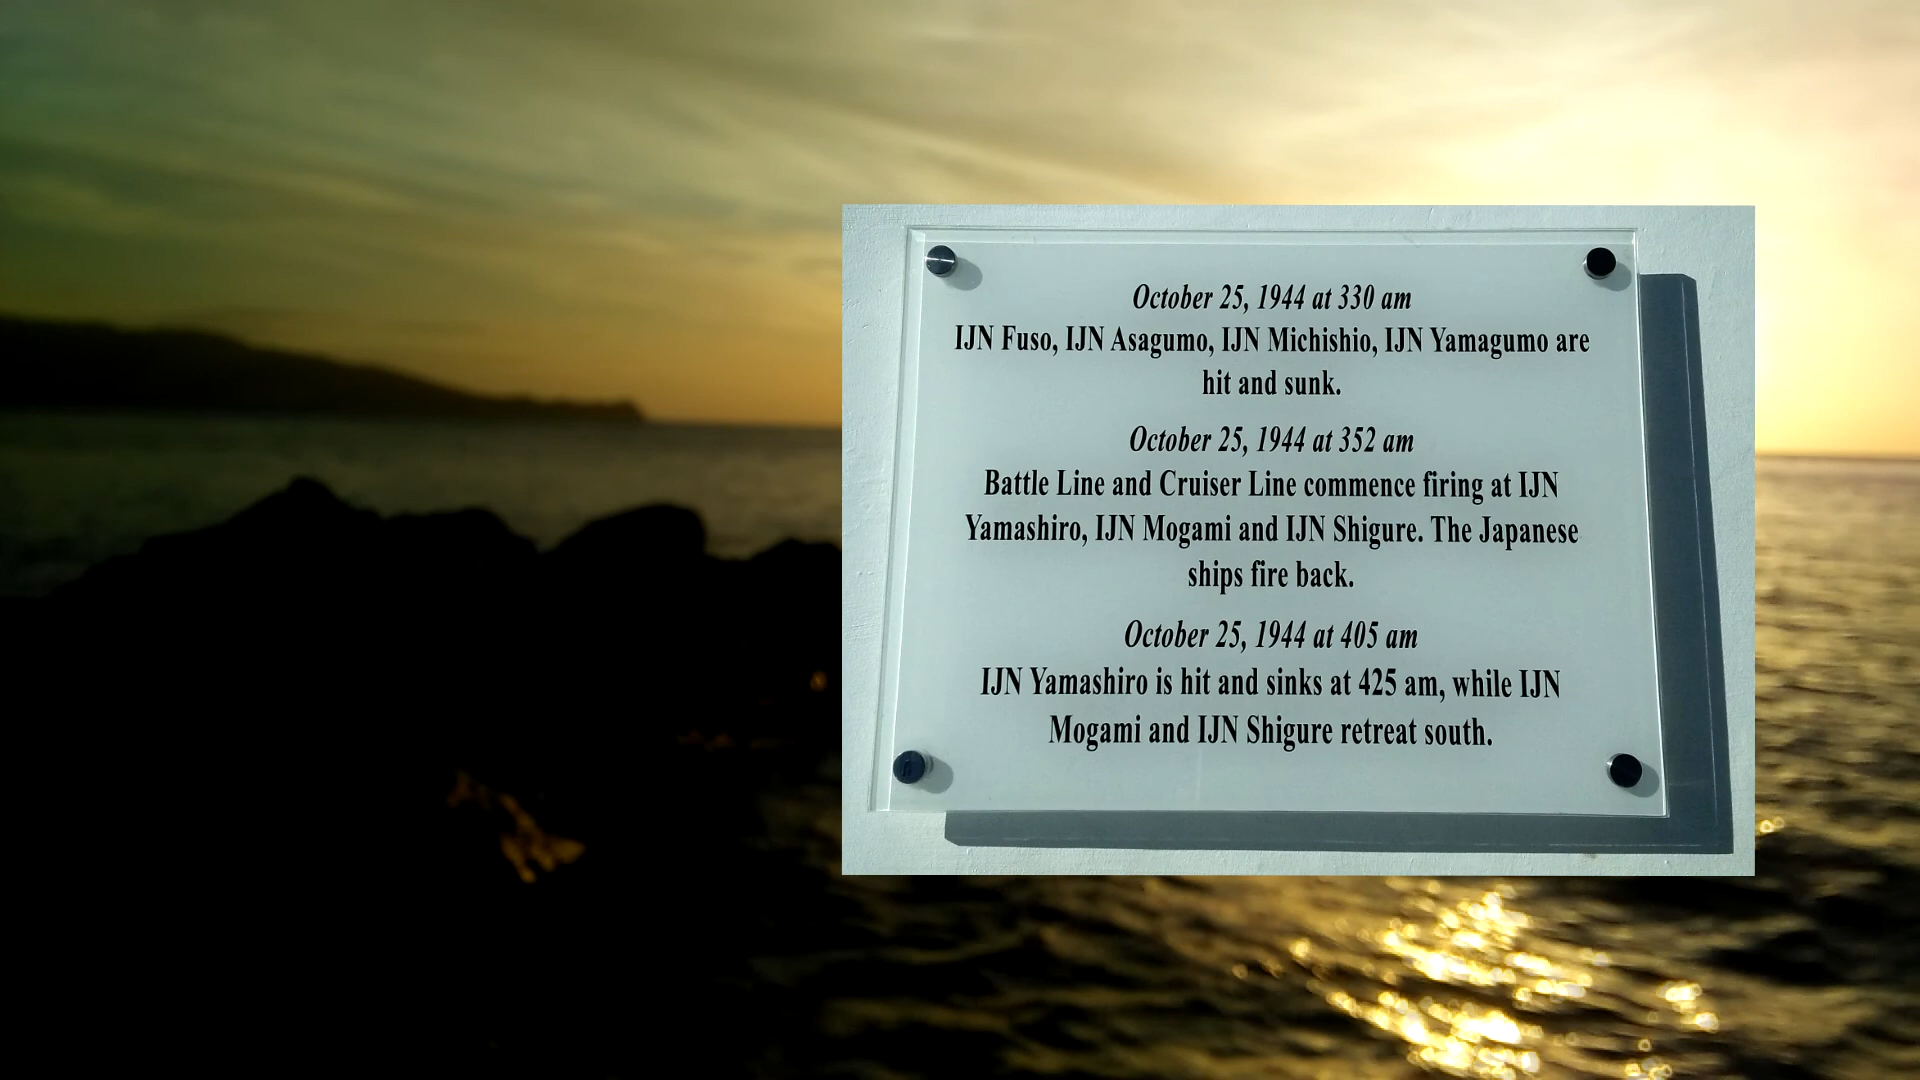 October 25, 1944 at 330 am
IJN Fuso, IJN Asagumo, IJN Michishio, IJN Yamagumo are
hit and sunk.
October 25, 1944 at 352 am
Battle Line and Cruiser Line commence firing at IJN
Yamashiro, IJN Mogami and IJN Shigure. The Japanese
ships fire back.
October 25, 1944 at 405 am
IJN Yamashiro is hit and sinks at 425 am, while IJN
Mogami and IJN Shigure retreat south.